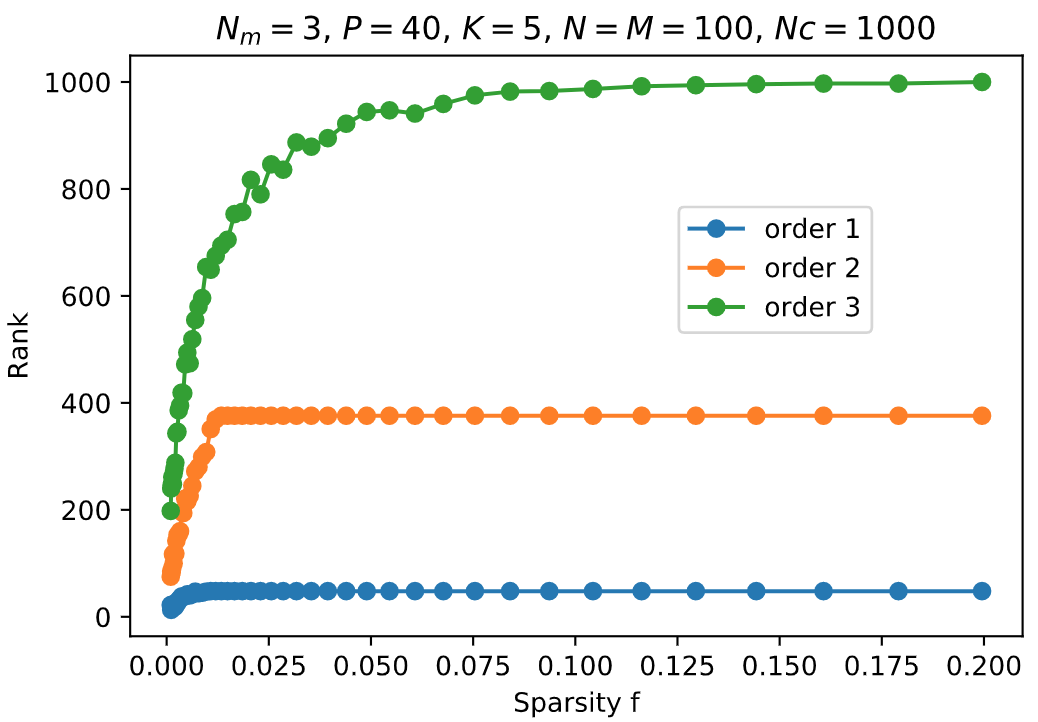 N_m = 3, P = 40, K = 5, N = M = 100, Nc = 1000
1000
800
600
400
200
0
Rank
order 1
order 2
order 3
0.000 0.025 0.050 0.075 0.100 0.125 0.150 0.175 0.200
Sparsity f